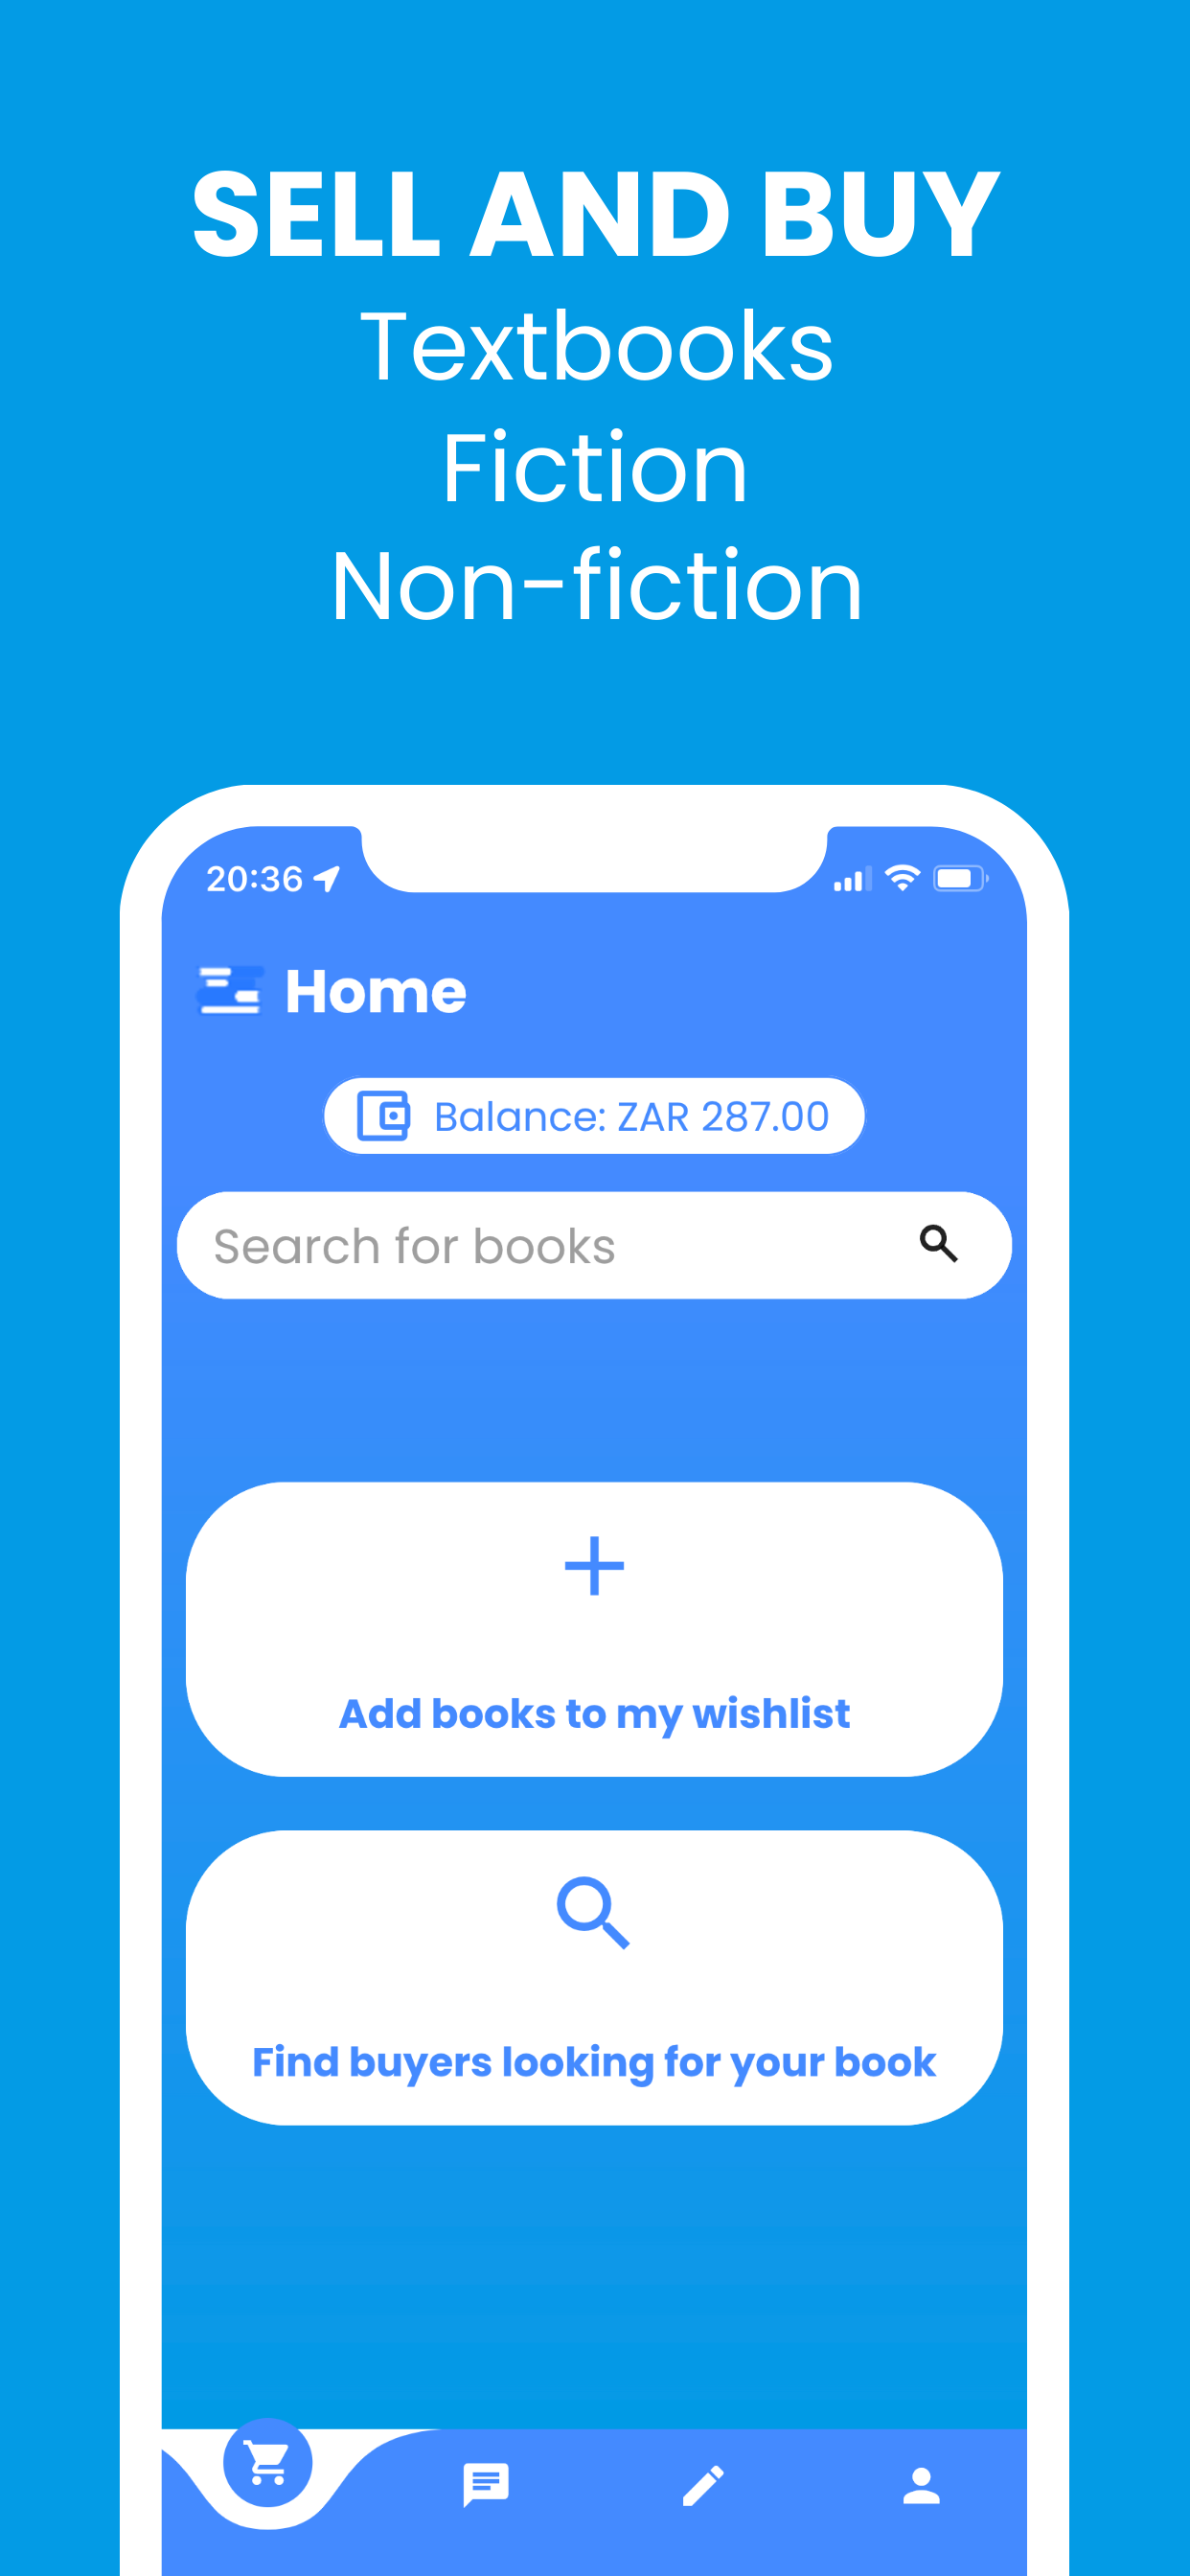 SELL AND BUY
Textbooks
Fiction
Non-fiction
20:36
Home
Balance: ZAR 287.00
Search for books
Add books to my wishlist
Find buyers looking for your book